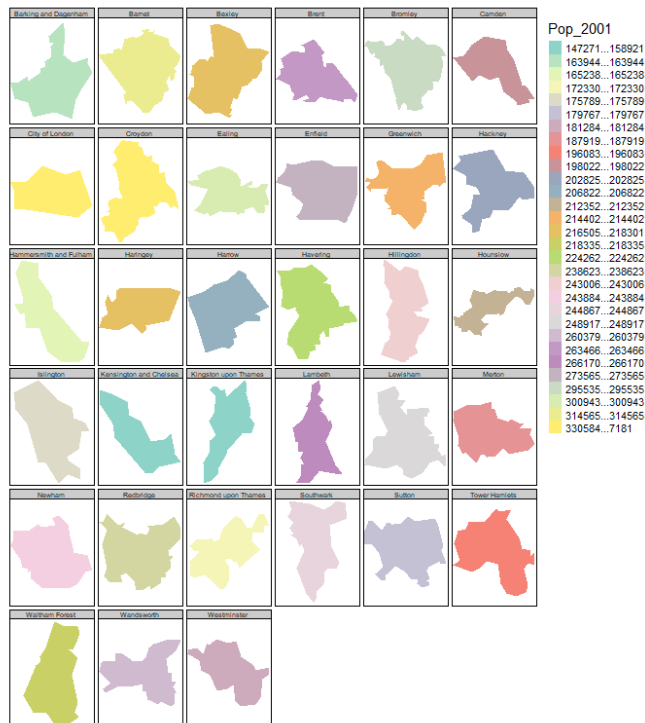 Barking and Dagenham
Barnet
Bexley
Brent
Bromley
Camden
City of London
Croydon
Ealing
Enfield
Greenwich
Hackney
Hammersmith and Fulham
Haringey
Harrow
Havering
Hillingdon
Hounslow
Islington
Kensington and Chelsea
Kingston upon Thames
Lambeth
Lewisham
Merton
Newham
Redbridge
Richmond upon Thames
Southwark
Sutton
Tower Hamlets
Waltham Forest
Wandsworth
Westminster
Pop_2001
147271...158921
163944...163944
165238...165238
172330...172330
175789...175789
179767...179767
181284...181284
187919...187919
196083...196083
198022...198022
202825...202825
206822...206822
212352...212352
214402...214402
216505...218301
218335...218335
224262...224262
238623...238623
243006...243006
243884...243884
244867...244867
248917...248917
260379...260379
263466...263466
266170...266170
273565...273565
295535...295535
300943...300943
314565...314565
330584...7181